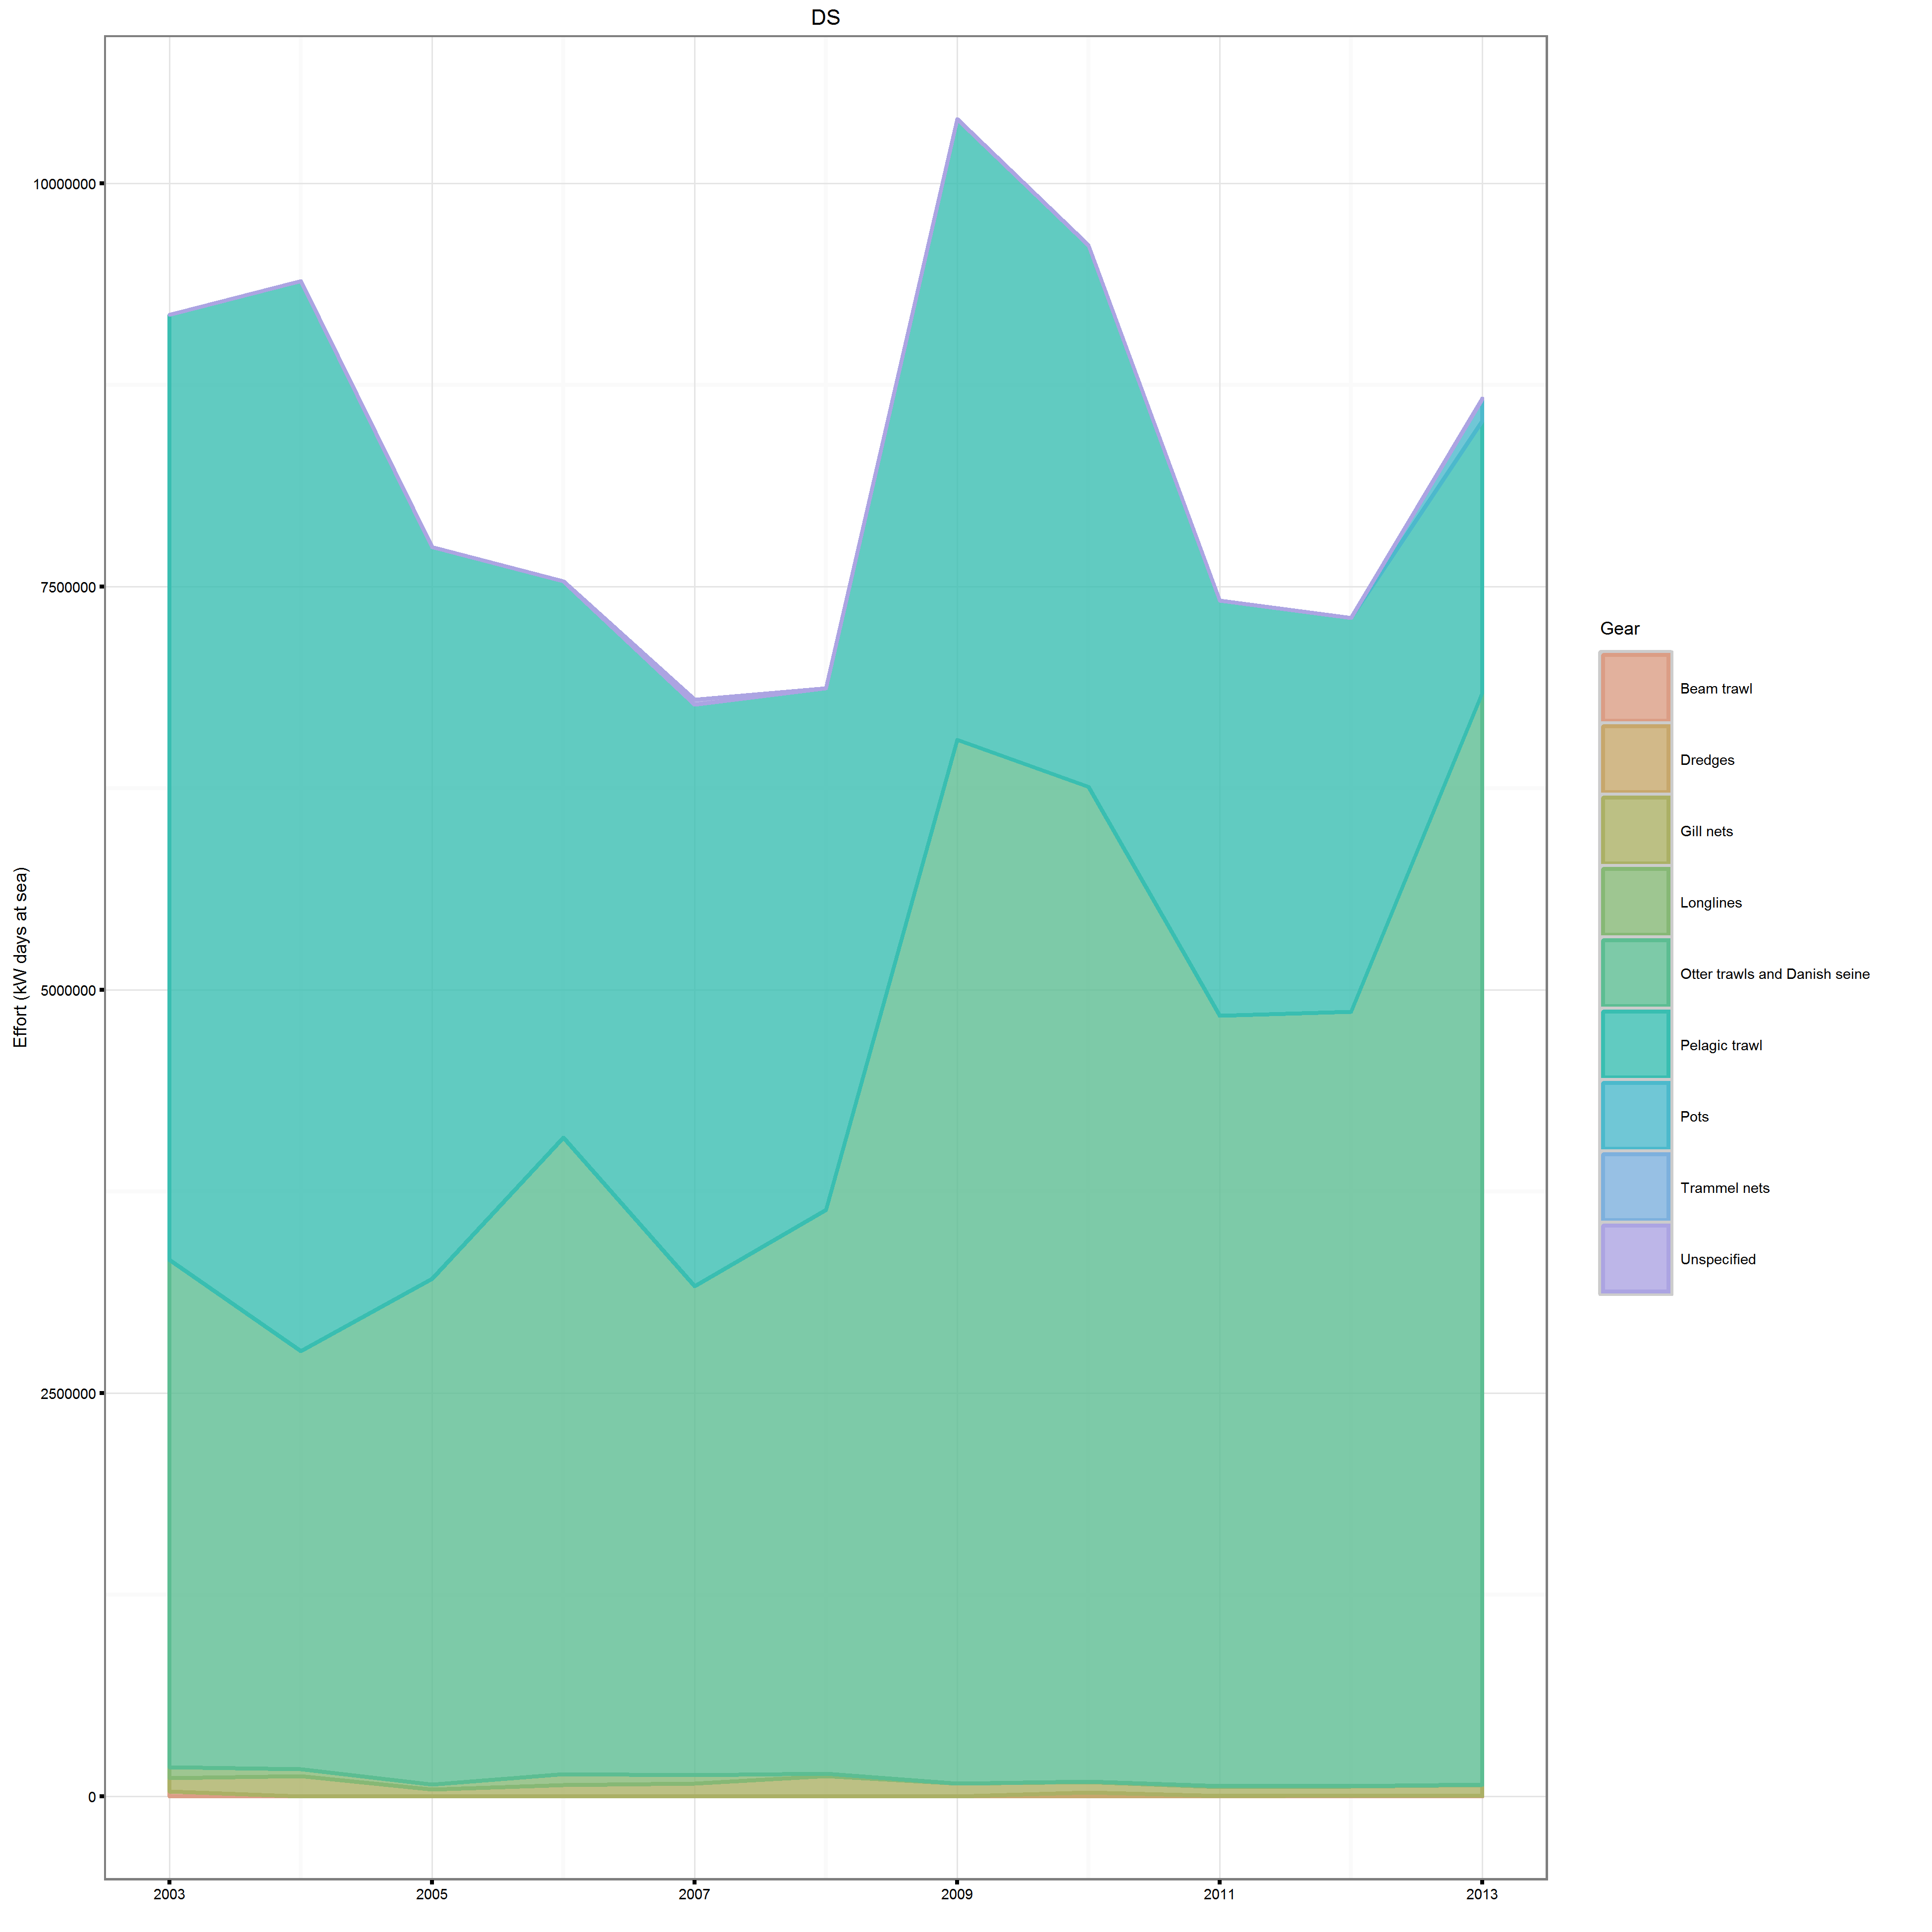 DS
Effort (kW days at sea)
10000000
7500000
5000000
2500000
0
2003
2005
2007
2009
2011
2013
Gear
Beam trawl
Dredges
Gill nets
Longlines
Otter trawls and Danish seine
Pelagic trawl
Pots
Trammel nets
Unspecified